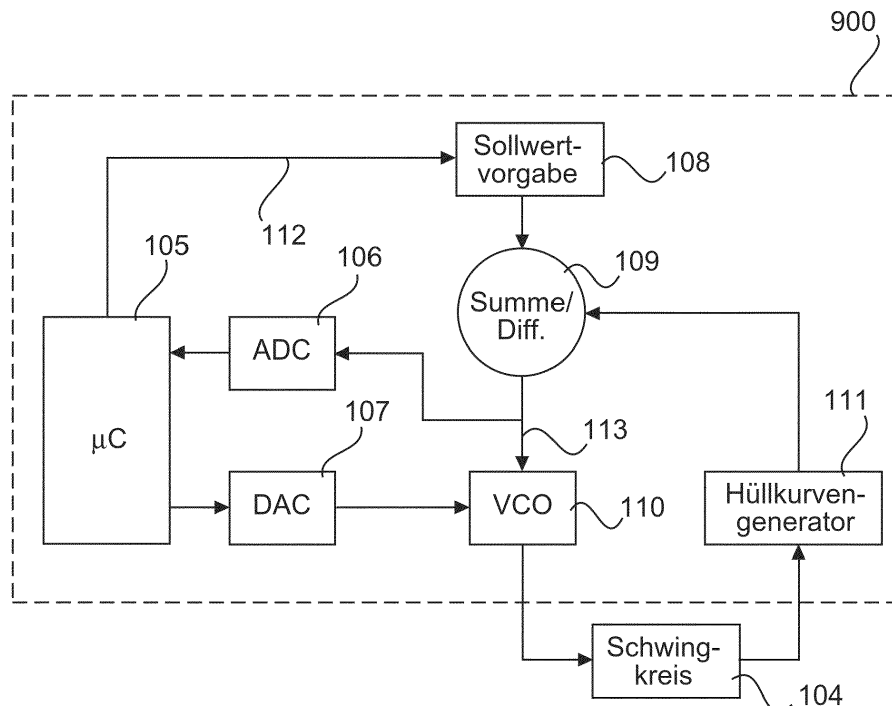 900
Sollwert-
vorgabe
108
112
105
106
109
Summe/
Diff.
ADC
µC
107
113
111
DAC
VCO
110
Hüllkurven-
generator
Schwing-
kreis
104